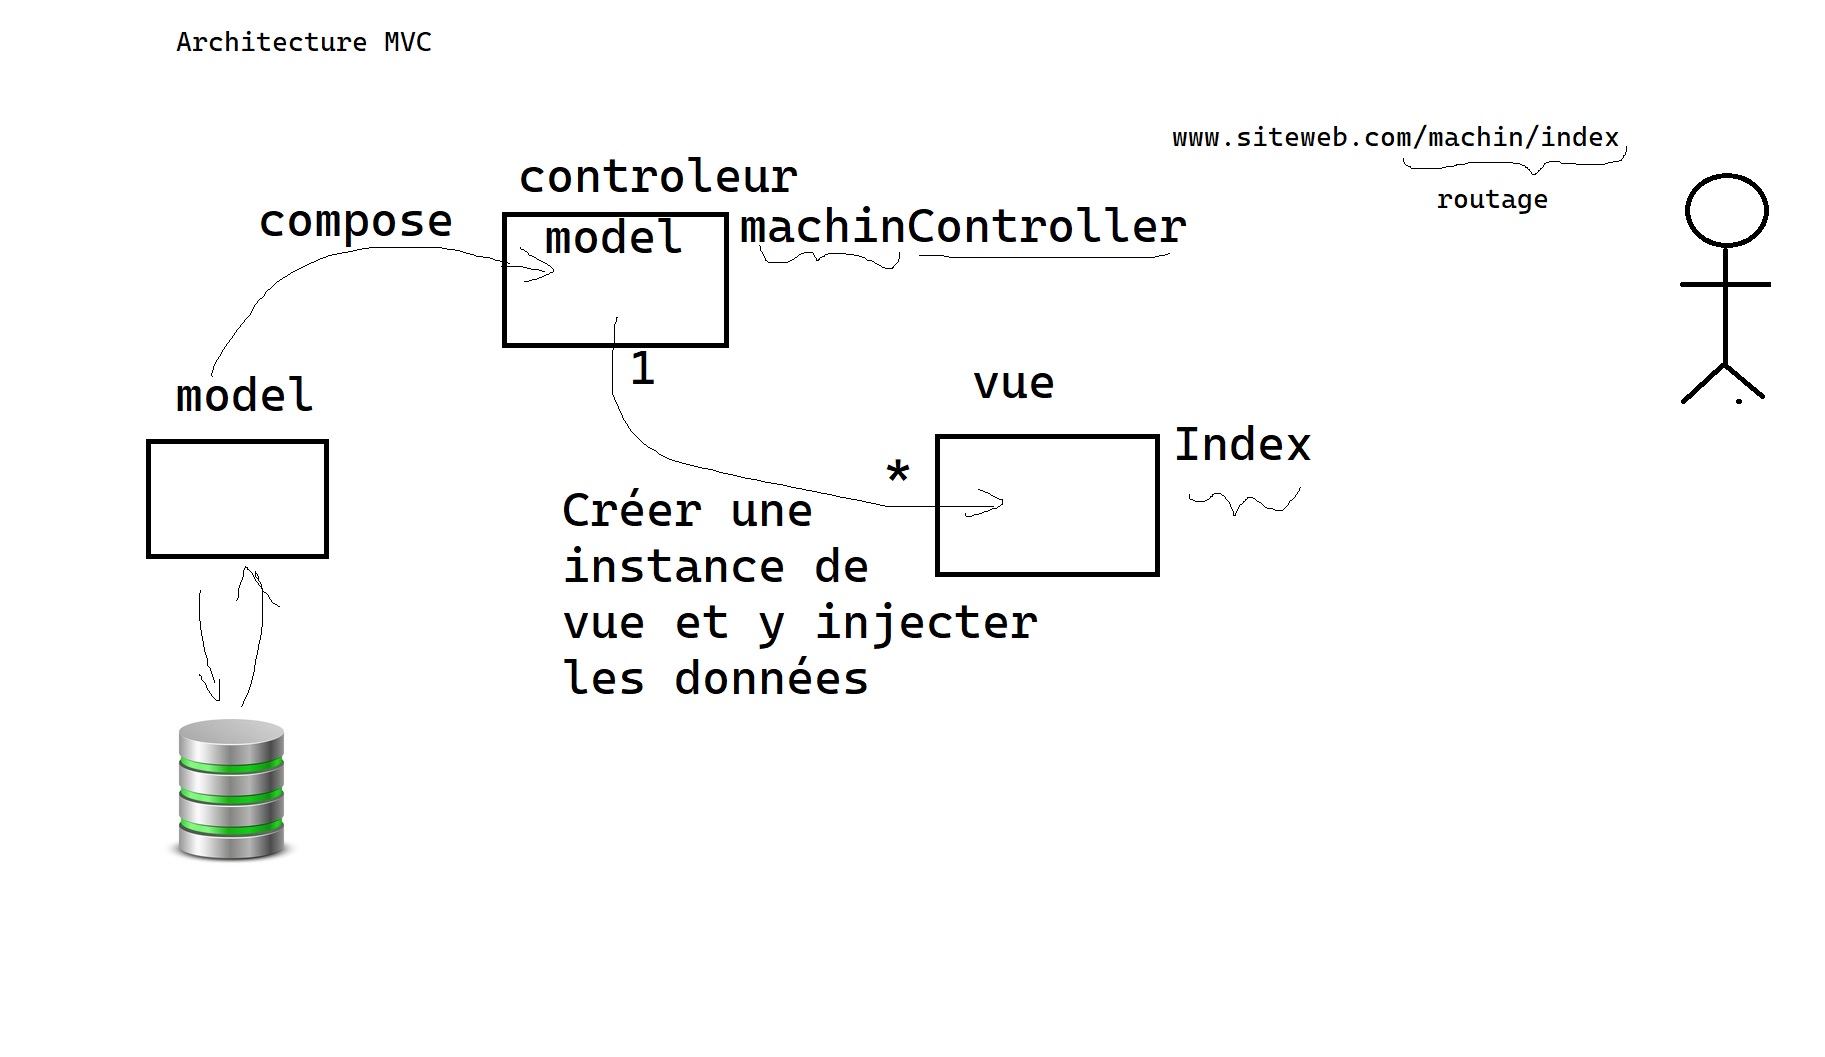 Architecture MVC
www.siteweb.com/machin/index
routage
controleur
compose
model
machinController
1
model
vue
Index
*
Créer une
instance de
vue et y injecter
les données